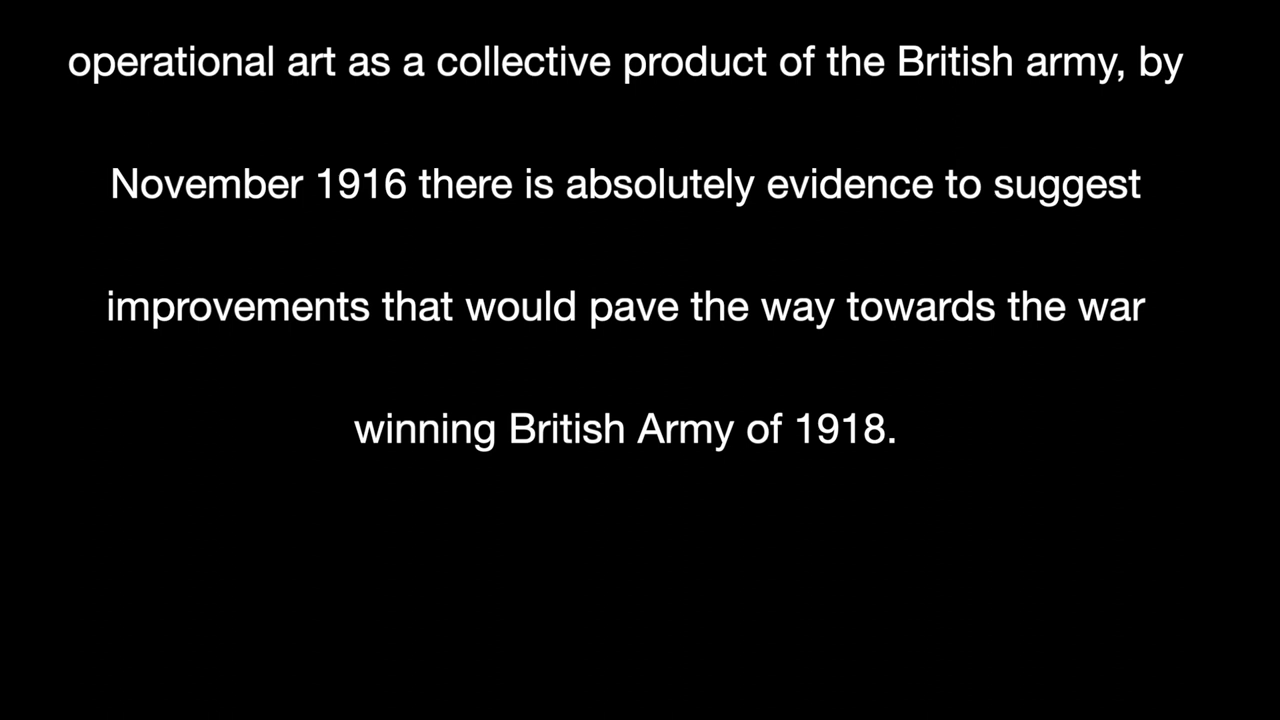 operational art as a collective product of the British army, by
November 1916 there is absolutely evidence to suggest
improvements that would pave the way towards the war
winning British Army of 1918.